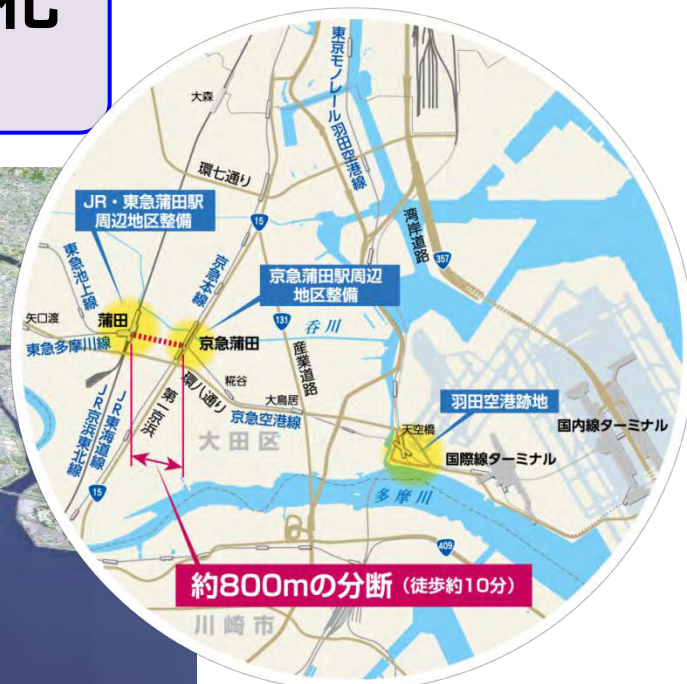 化
大森
環七通り
東京モノレール羽田空港線
JR・東急蒲田駅
周辺地区整備
15
京急本線
湾岸道路
357
東急池上線
京急蒲田駅周辺
地区整備
矢口渡
蒲田
131
呑川
東急多摩川線
京急蒲田
産業道路
環八通り
糀谷
大鳥居
京急空港線
第一京浜
JR東海道線
JR京浜東北線
大田区
羽田空港跡地
天空橋
国内線ターミナル
国際線ターミナル
15
多摩川
409
約800mの分断(徒歩約10分)
川崎市